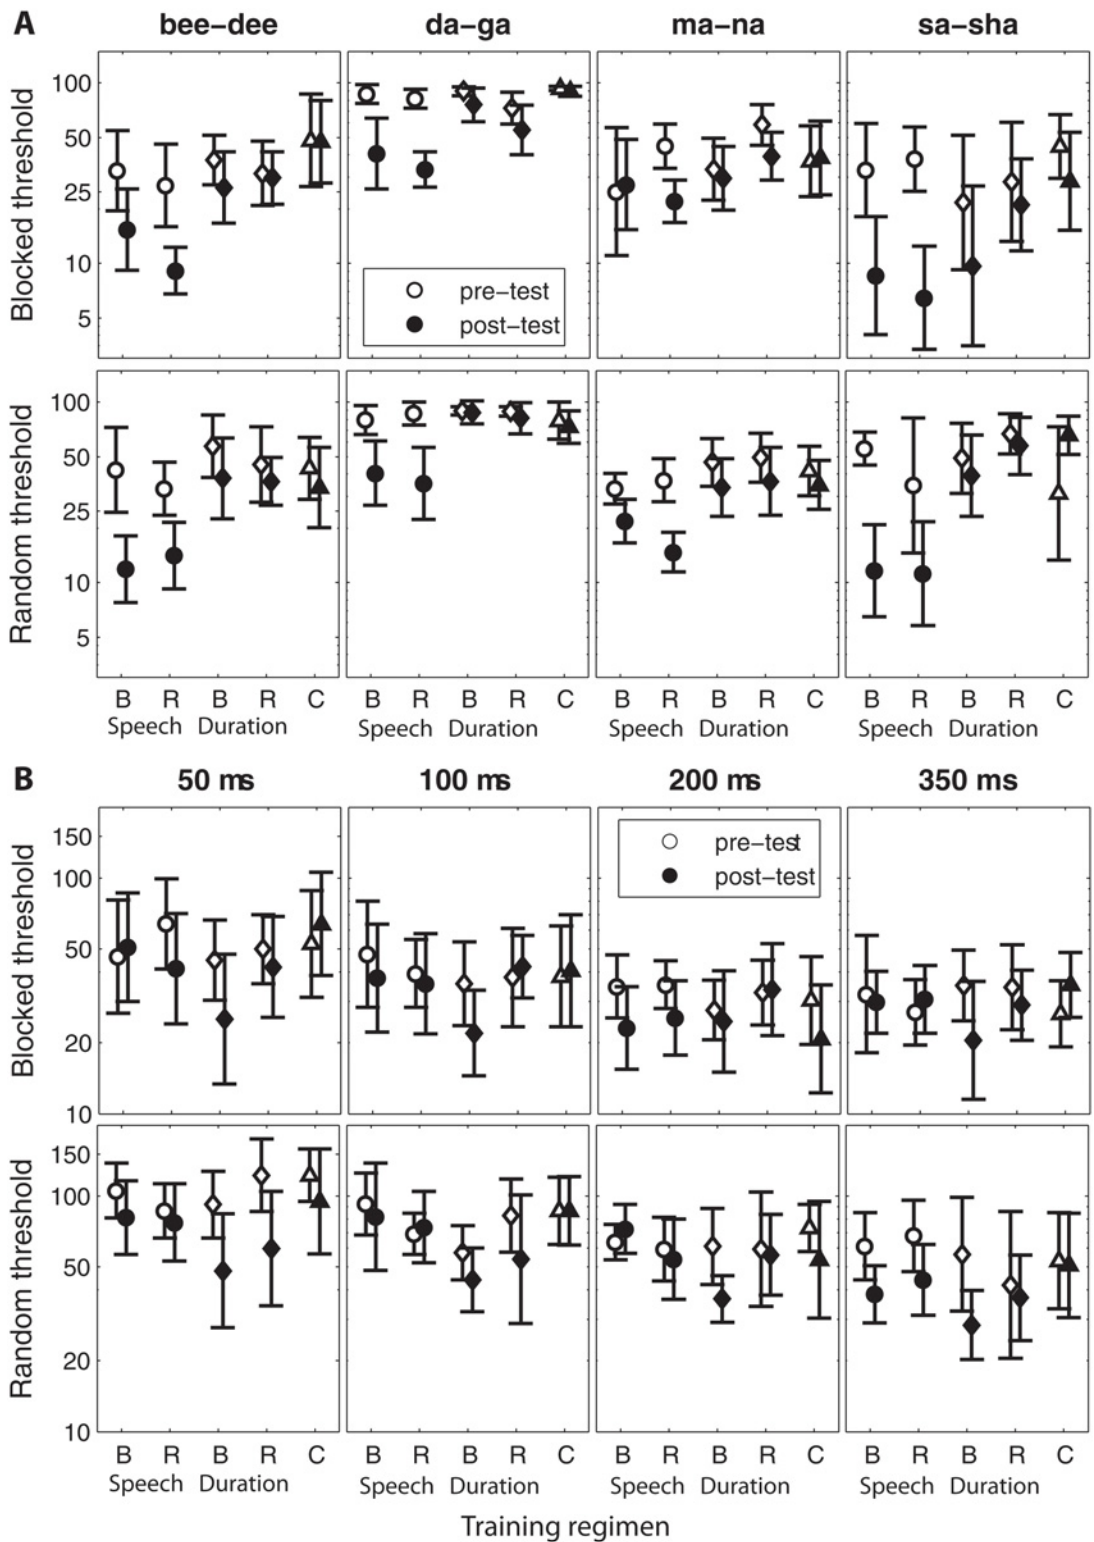 A
bee-dee da-ga ma-na sa-sha
Blocked threshold
100
50
25
10
5
pre-test
post-test
Random threshold
100
50
25
10
5
B R B R C B R B R C B R B R C B R B R C
Speech Duration Speech Duration Speech Duration Speech Duration
B
50 ms 100 ms 200 ms 350 ms
Blocked threshold
150
100
50
20
10
pre-test
post-test
Random threshold
150
100
50
20
10
B R B R C B R B R C B R B R C B R B R C
Speech Duration Speech Duration Speech Duration Speech Duration
Training regimen